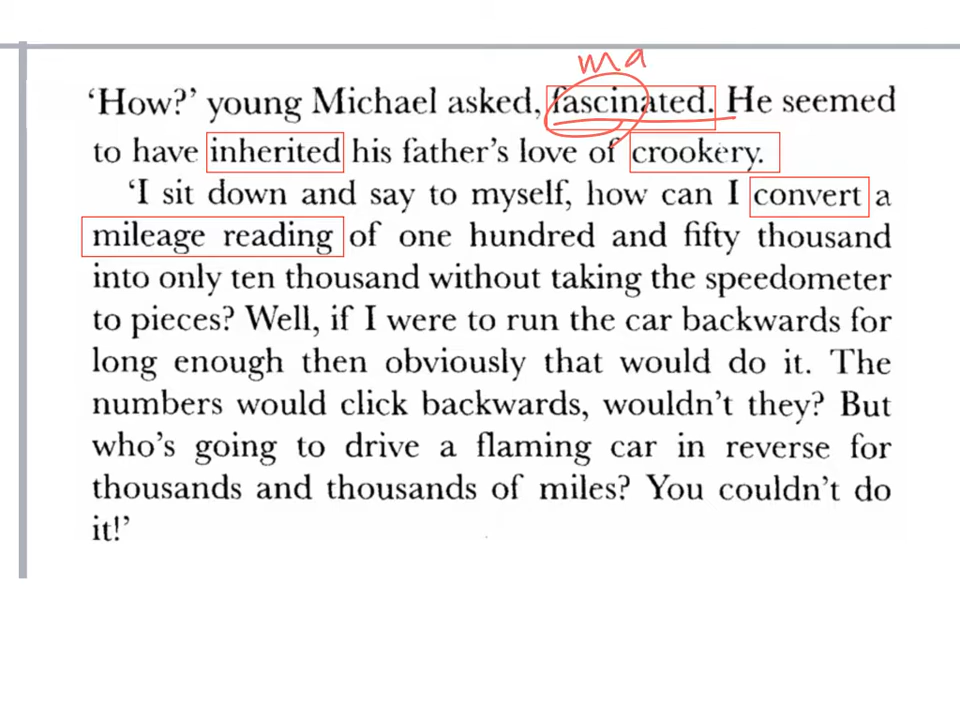 ma
‘How?’ young Michael asked, fascinated. He seemed
to have inherited his father’s love of crookery.
‘I sit down and say to myself, how can I convert a
mileage reading of one hundred and fifty thousand
into only ten thousand without taking the speedometer
to pieces? Well, if I were to run the car backwards for
long enough then obviously that would do it. The
numbers would click backwards, wouldn’t they? But
who’s going to drive a flaming car in reverse for
thousands and thousands of miles? You couldn’t do
it!’